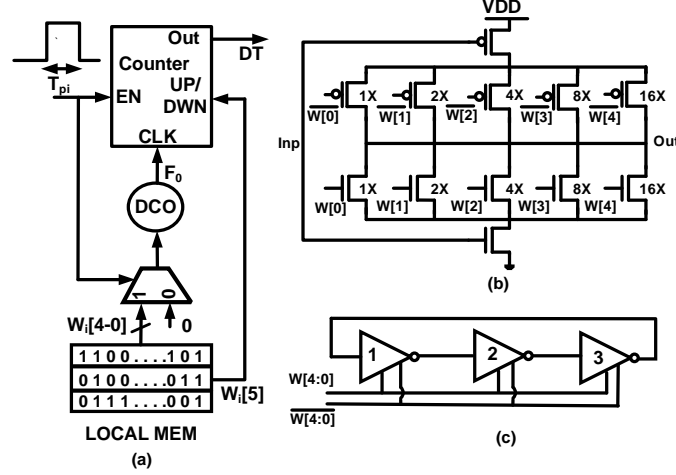 Out
DT
Counter
UP/
DWN
T_pi
EN
CLK
F_0
DCO
1 0
W_i[4-0]
0
1 1 0 0 . . . . 1 0 1
0 1 0 0 . . . . 0 1 1
0 1 1 1 . . . . 0 0 1
W_i[5]
LOCAL MEM
(a)
VDD
1X 2X 4X 8X 16X
W[0] W[1] W[2] W[3] W[4]
Inp
Out
1X 2X 4X 8X 16X
W[0] W[1] W[2] W[3] W[4]
(b)
1 2 3
W[4:0]
W[4:0]
(c)